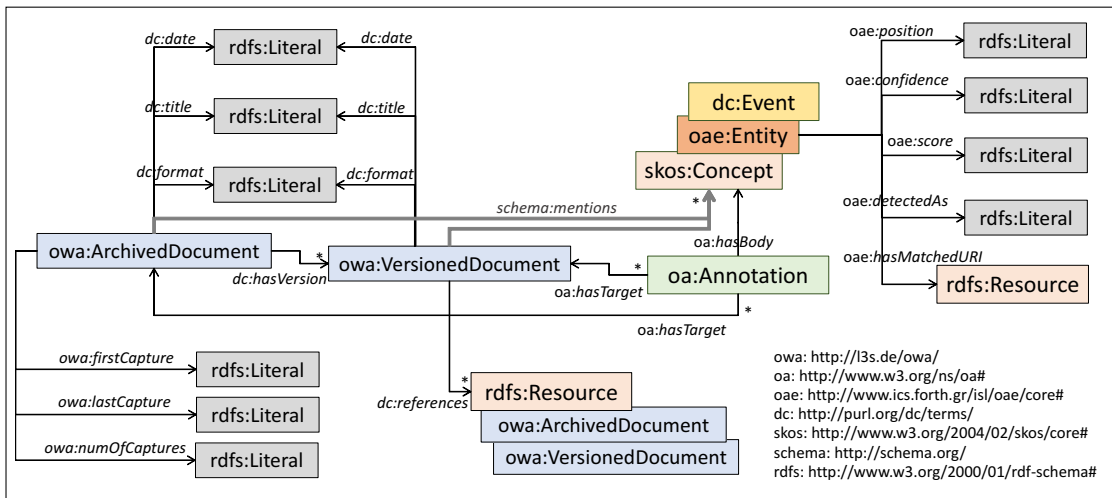 dc:date
rdfs:Literal
dc:date
dc:title
rdfs:Literal
dc:title
dc:format
rdfs:Literal
dc:format
schema:mentions
*
owa:ArchivedDocument
*
dc:hasVersion
owa:VersionedDocument
*
oa:hasTarget
oa:Annotation
oa:hasBody
*
oa:hasTarget
dc:Event
oae:Entity
skos:Concept
oae:position
rdfs:Literal
oae:confidence
rdfs:Literal
oae:score
rdfs:Literal
oae:detectedAs
rdfs:Literal
oae:hasMatchedURI
rdfs:Resource
owa:firstCapture
rdfs:Literal
owa:lastCapture
rdfs:Literal
owa:numOfCaptures
rdfs:Literal
*
dc:references
rdfs:Resource
owa:ArchivedDocument
owa:VersionedDocument
owa: http://l3s.de/owa/
oa: http://www.w3.org/ns/oa#
oae: http://www.ics.forth.gr/isl/oae/core#
dc: http://purl.org/dc/terms/
skos: http://www.w3.org/2004/02/skos/core#
schema: http://schema.org/
rdfs: http://www.w3.org/2000/01/rdf-schema#